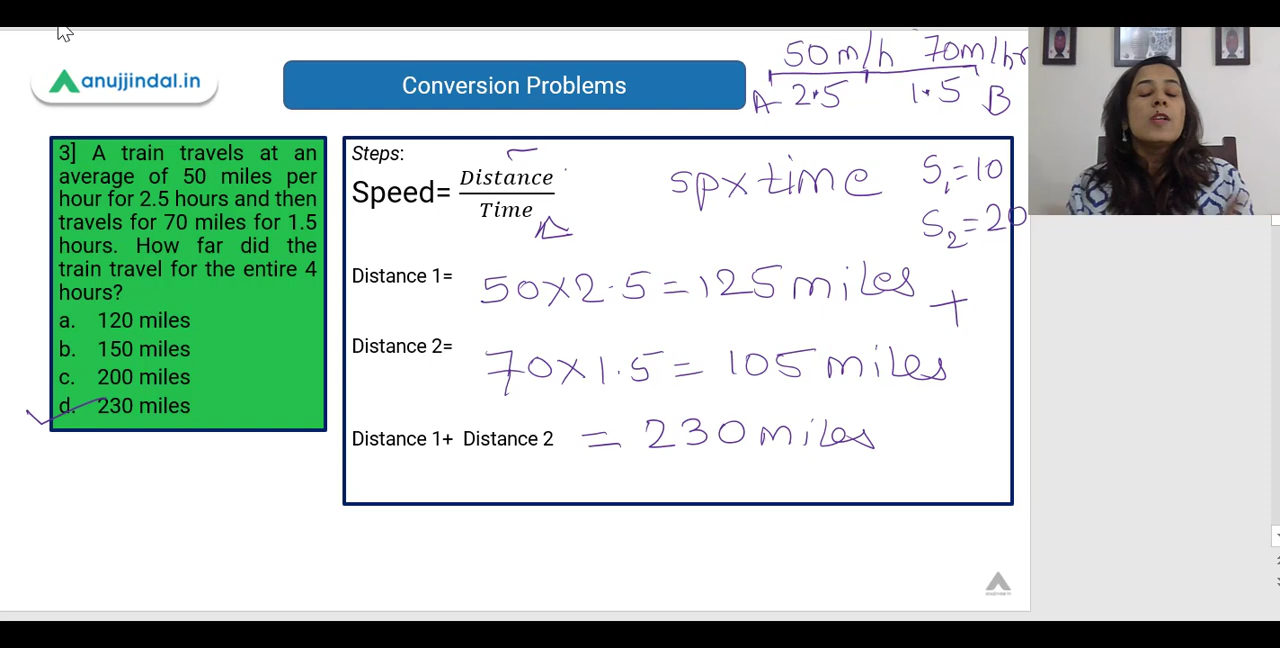 anujjindal.in
Conversion Problems
50m/h 70m/hr
A 2.5 1.5 B
3] A train travels at an
average of 50 miles per
hour for 2.5 hours and then
travels for 70 miles for 1.5
hours. How far did the
train travel for the entire 4
hours?
a. 120 miles
b. 150 miles
c. 200 miles
d. 230 miles
Steps:
Speed= Distance
Time
sp×time
S₁=10
S₂=20
Distance 1= 50×2.5=125 miles
+
Distance 2= 70×1.5= 105 miles
Distance 1+ Distance 2 = 230 miles